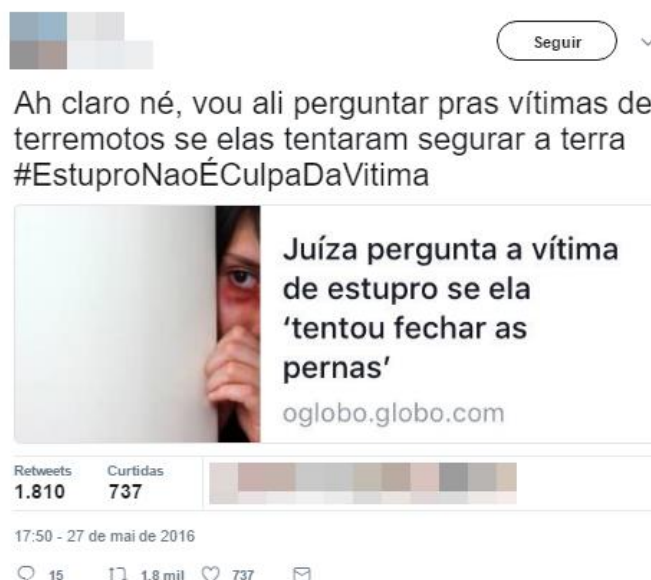 Seguir
Ah claro né, vou ali perguntar pras vítimas de
terremotos se elas tentaram segurar a terra
#EstuproNaoÉCulpaDaVitima
Juíza pergunta a vítima
de estupro se ela
‘tentou fechar as
pernas’
oglobo.globo.com
Retweets Curtidas
1.810 737
17:50 - 27 de mai de 2016
15 1,8 mil 737